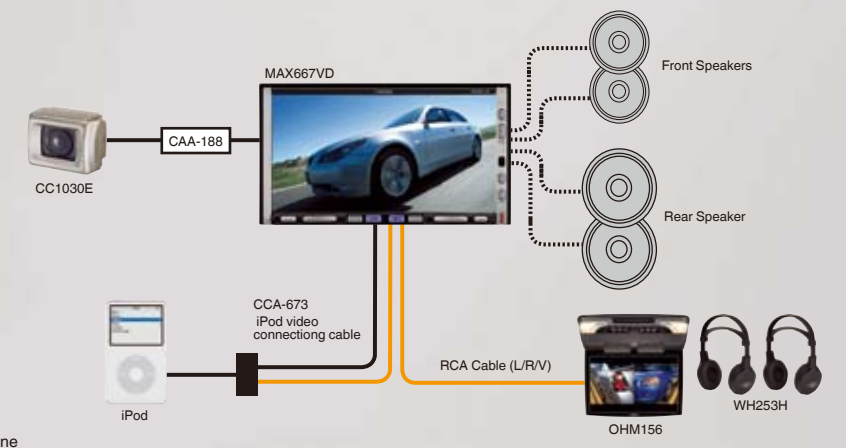 MAX667VD
Front Speakers
CAA-188
CC1030E
Rear Speaker
CCA-673
iPod video
connectiong cable
RCA Cable (L/R/V)
iPod
WH253H
OHM156
ne